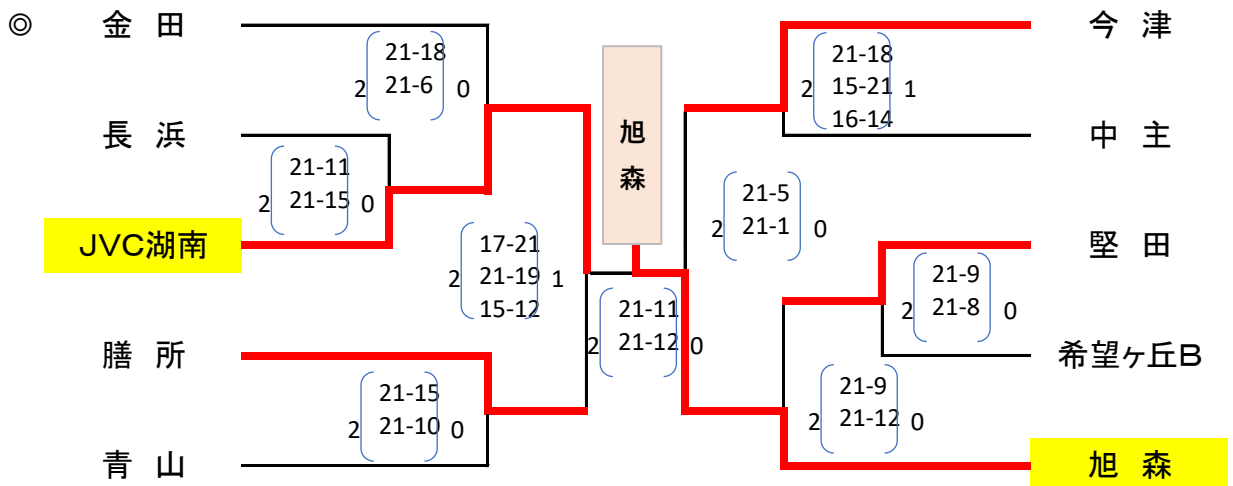 ◎ 金 田
21-18
2 21-6 0
長 浜
21-11
2 21-15 0
JVC湖南
17-21
2 21-19 1
15-12
膳 所
21-15
2 21-10 0
青 山
旭
森
21-11
2 21-12 0
今 津
21-18
2 15-21 1
16-14
中 主
21-5
2 21-1 0
堅 田
21-9
2 21-8 0
希望ヶ丘B
21-9
2 21-12 0
旭 森